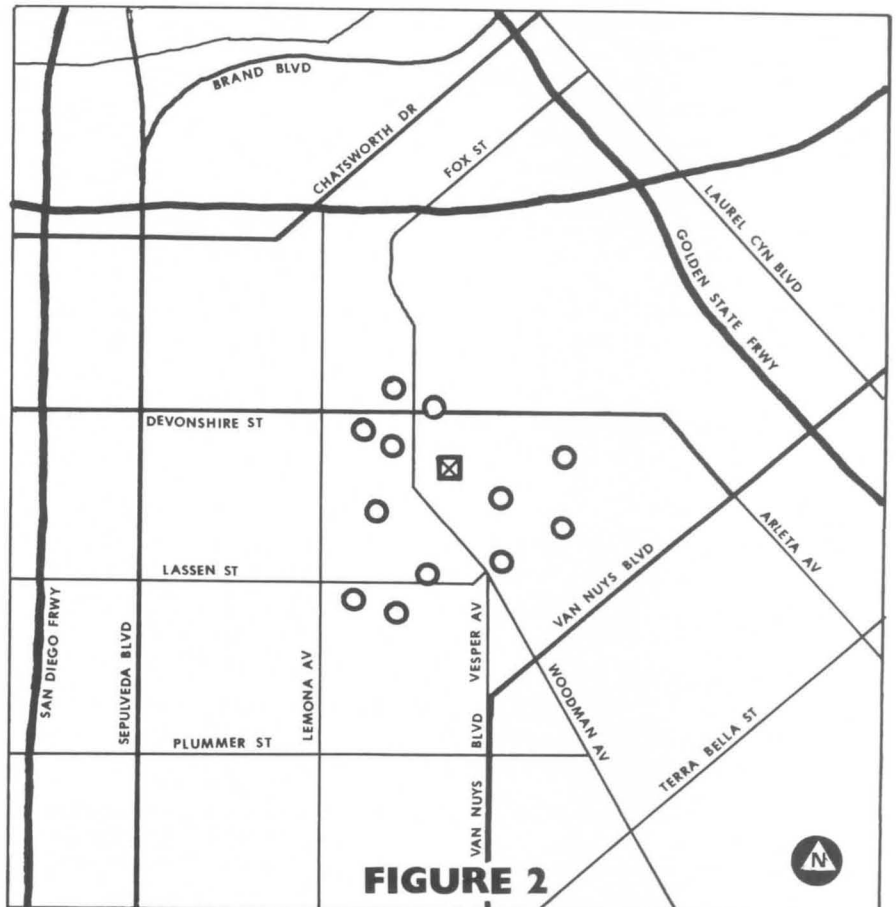 BRAND BLVD
CHATSWORTH DR
FOX ST
LAUREL CYN BLVD
GOLDEN STATE FRWY
DEVONSHIRE ST
ARLETA AV
LASSEN ST
VAN NUYS BLVD
SAN DIEGO FRWY
SEPULVEDA BLVD
LEMONA AV
VESPER AV
WOODMAN AV
PLUMMER ST
TERRA BELLA ST
VAN NUYS BLVD
N
FIGURE 2